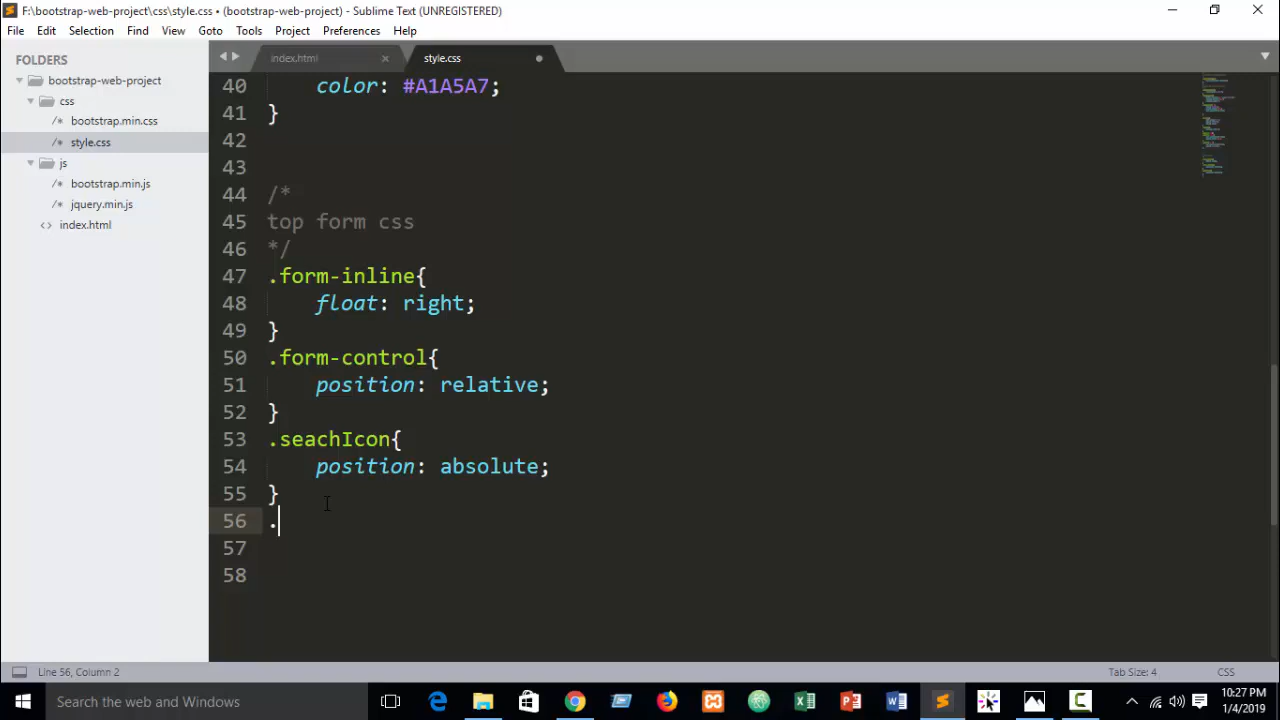 F:\bootstrap-web-project\css\style.css • (bootstrap-web-project) - Sublime Text (UNREGISTERED)
File Edit Selection Find View Goto Tools Project Preferences Help
FOLDERS
bootstrap-web-project
css
/* bootstrap.min.css
/* style.css
js
/* bootstrap.min.js
/* jquery.min.js
<> index.html
index.html
style.css
40 color: #A1A5A7;
41 }
42
43
44 /*
45 top form css
46 */
47 .form-inline{
48 float: right;
49 }
50 .form-control{
51 position: relative;
52 }
53 .seachIcon{
54 position: absolute;
55 }
56 .
57
58
Line 56, Column 2
Tab Size: 4
CSS
Search the web and Windows
10:27 PM
1/4/2019